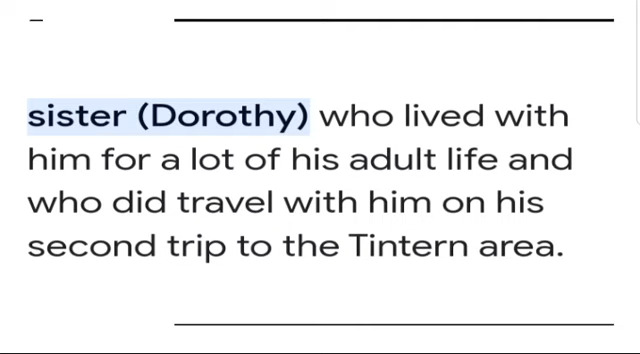 sister (Dorothy) who lived with
him for a lot of his adult life and
who did travel with him on his
second trip to the Tintern area.